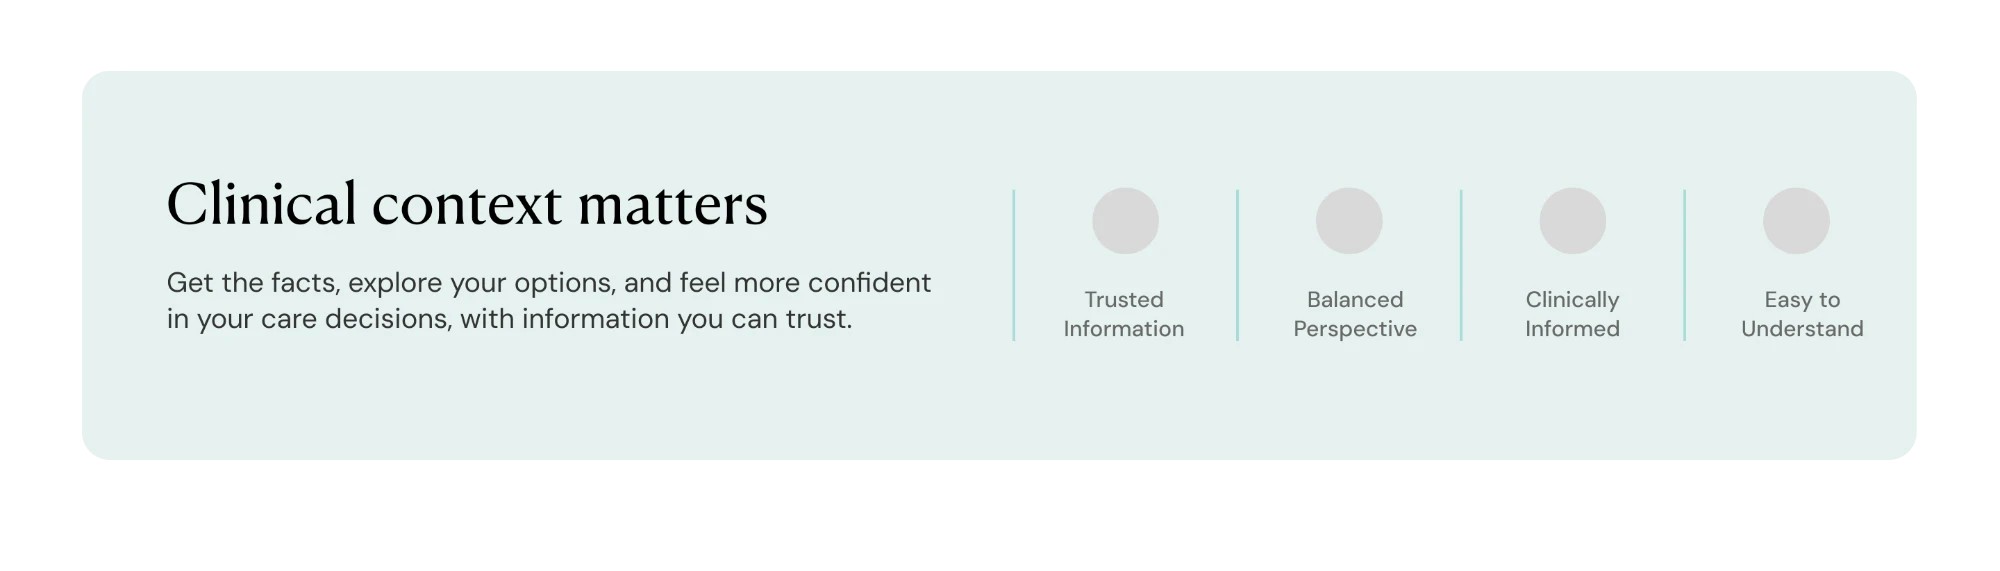 Clinical context matters
Get the facts, explore your options, and feel more confident
in your care decisions, with information you can trust.
Trusted
Information
Balanced
Perspective
Clinically
Informed
Easy to
Understand